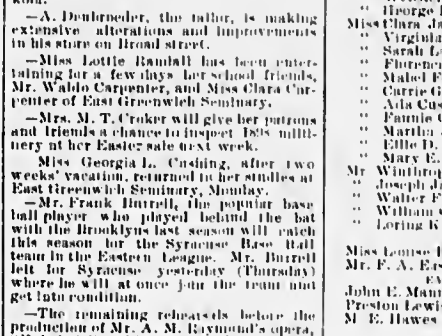 —A. Denbroeder, the tailor, is making
extensive alterations and improvements
in his store on Broad street.
—Miss Lottie Randall has been enter-
taining for a few days her school friends,
Mr. Waldo Carpenter, and Miss Clara Car-
penter of East Greenwich Seminary.
—Mrs. M. T. Croker will give her patrons
and friends a chance to inspect 1898 milli-
nery at her Easter sale next week.
Miss Georgia L. Cushing, after two
weeks' vacation, returned to her studies at
East Greenwich Seminary, Monday.
—Mr. Frank Burrell, the popular base
ball player who played behind the bat
with the Brooklyns last season will catch
this season for the Syracuse Base Ball
team in the Eastern League. Mr. Burrell
left for Syracuse yesterday (Thursday)
where he will at once join the team and
get into condition.
—The remaining rehearsals before the
production of Mr. A. M. Raymond's opera,
" George
Miss Clara Ja
" Virginia
" Sarah L
" Florence
" Mabel F
" Carrie G
" Ada Cus
" Fannie
" Martha
" Effie D.
" Mary E.
Mr Winthrop
" Joseph J
" Walter F
" William
" Loring K
Miss Louise
Mr. F. A. Eas
John E. Mann
Preston Lewis
M E. Hawes